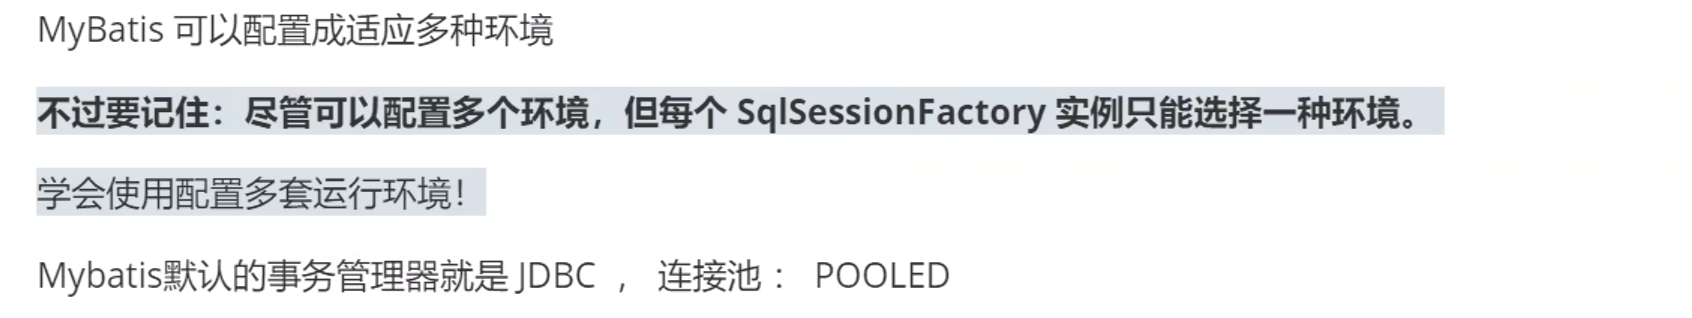 MyBatis 可以配置成适应多种环境
不过要记住：尽管可以配置多个环境，但每个 SqlSessionFactory 实例只能选择一种环境。
学会使用配置多套运行环境！
Mybatis默认的事务管理器就是 JDBC ， 连接池 ： POOLED